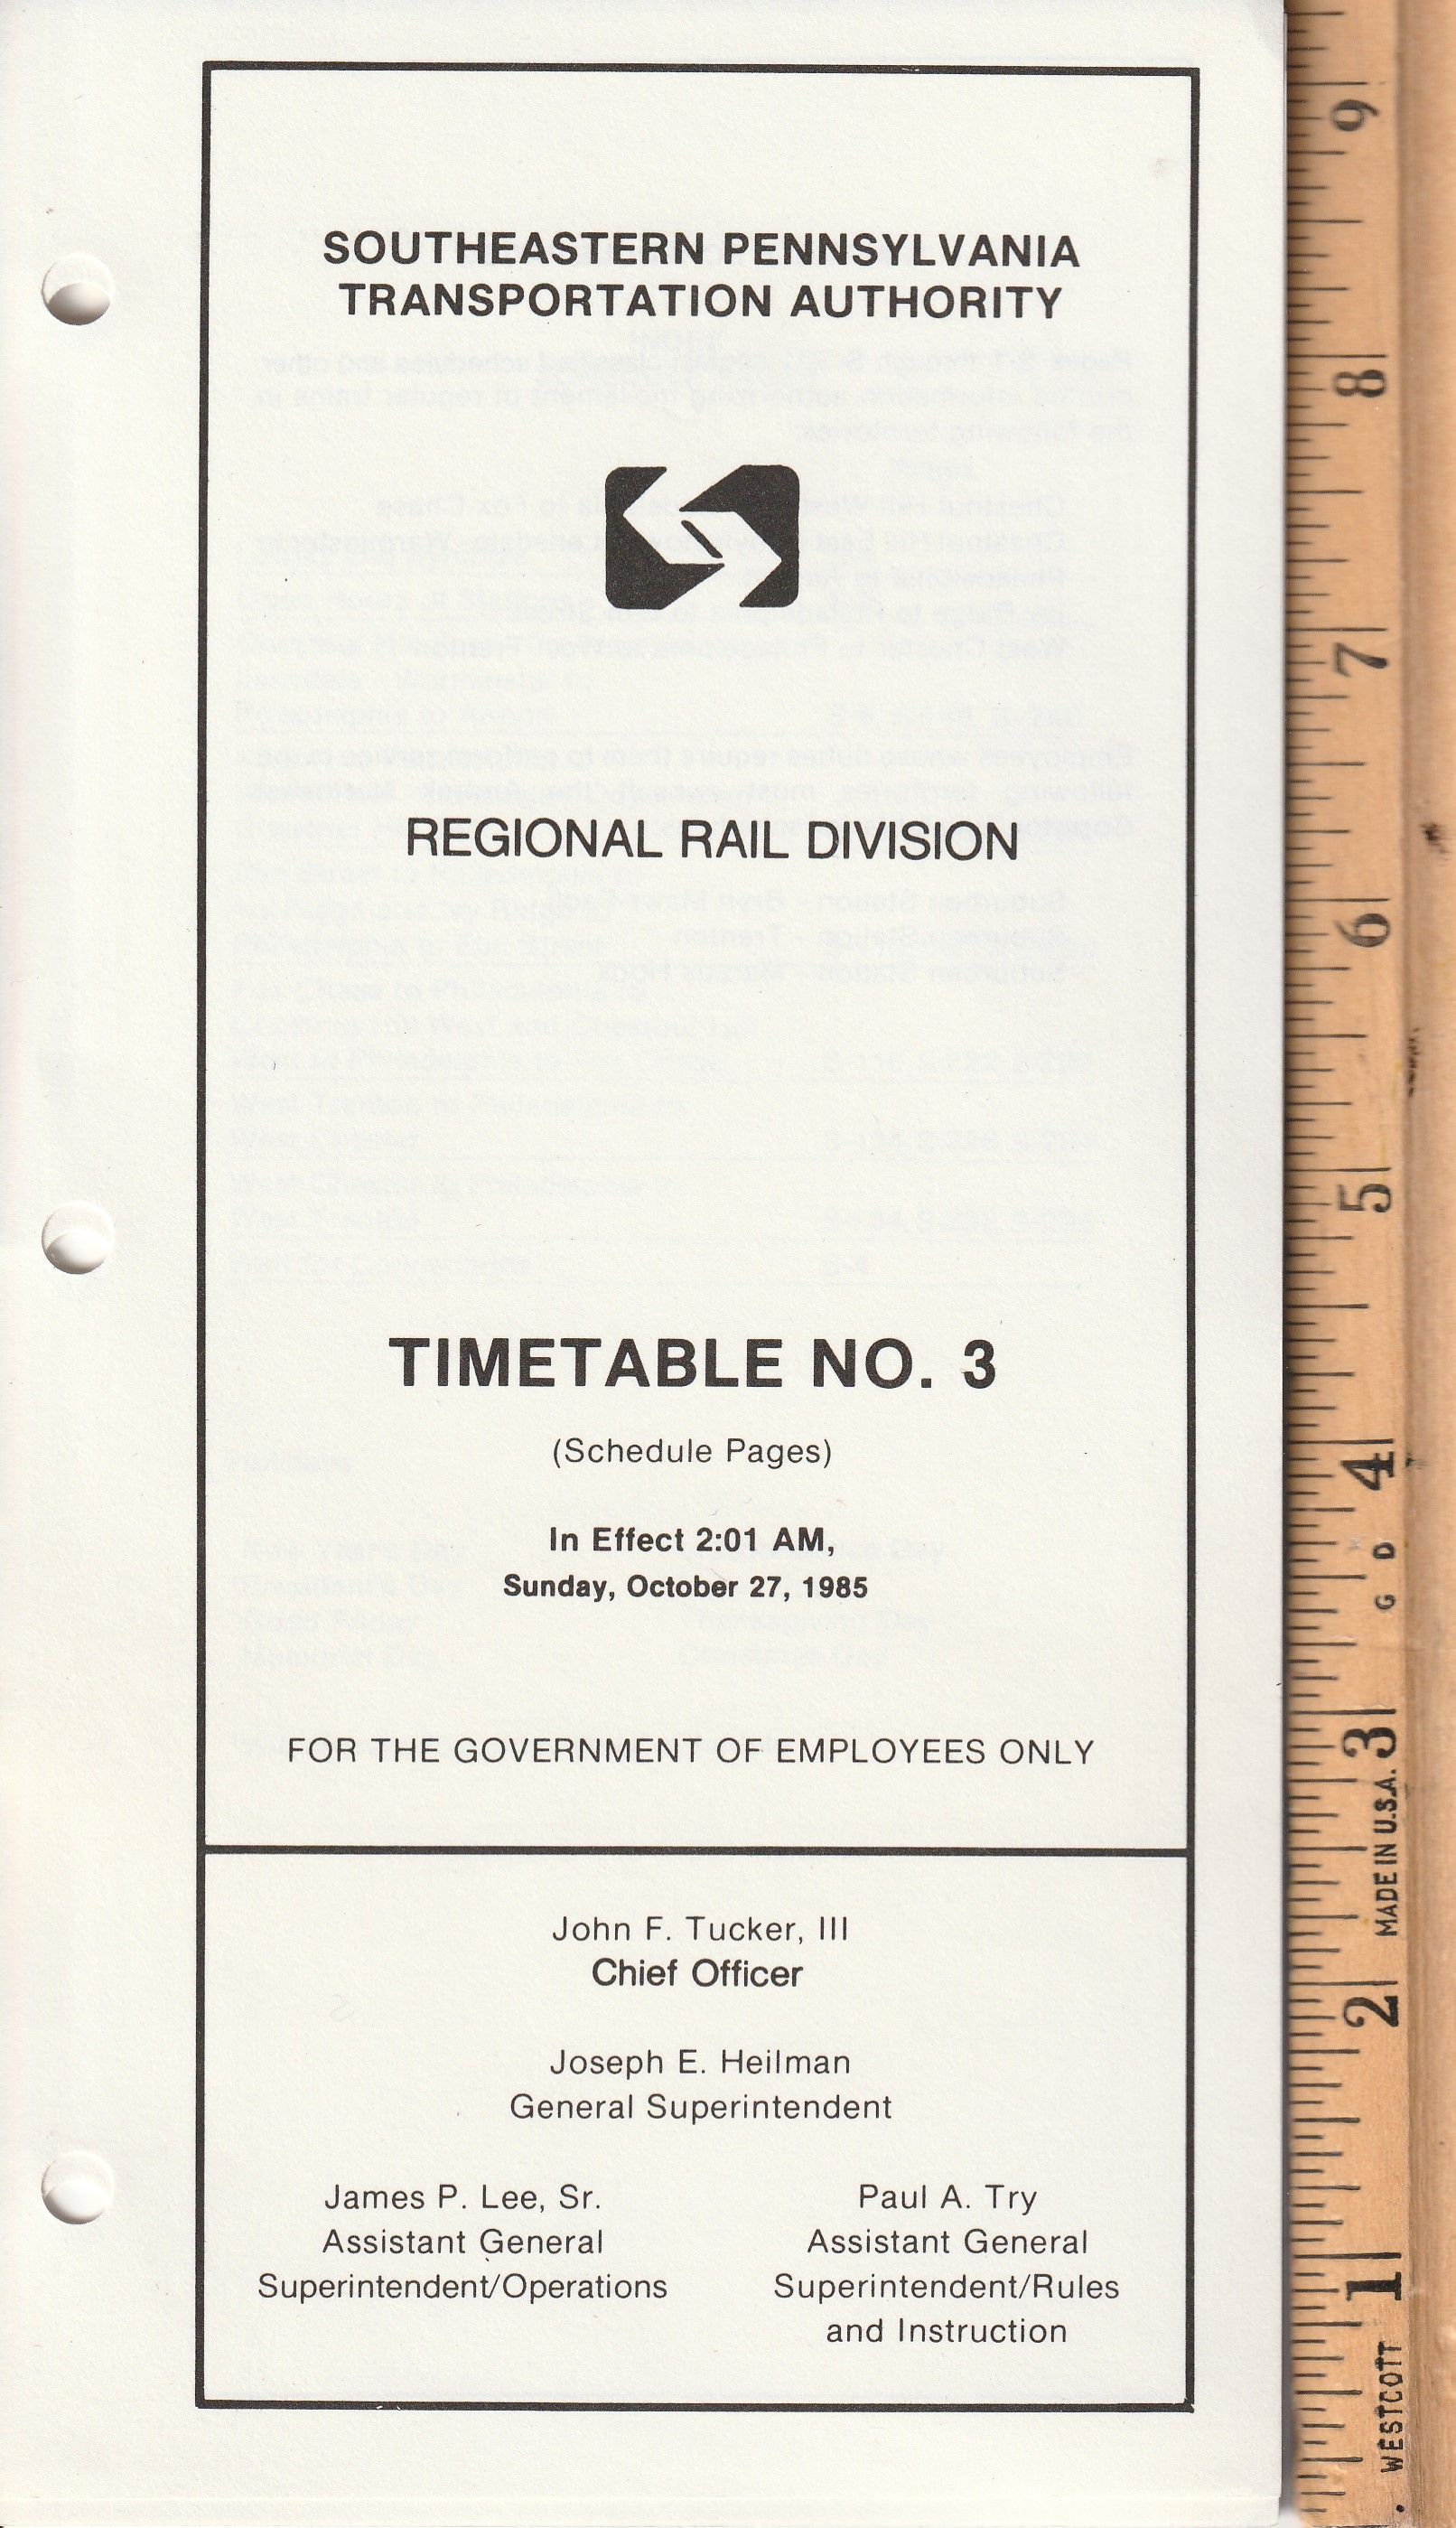 SOUTHEASTERN PENNSYLVANIA
TRANSPORTATION AUTHORITY
REGIONAL RAIL DIVISION
TIMETABLE NO. 3
(Schedule Pages)
In Effect 2:01 AM,
Sunday, October 27, 1985
FOR THE GOVERNMENT OF EMPLOYEES ONLY
John F. Tucker, III
Chief Officer
Joseph E. Heilman
General Superintendent
James P. Lee, Sr.
Assistant General
Superintendent/Operations
Paul A. Try
Assistant General
Superintendent/Rules
and Instruction
9
8
7
6
5
4
G D
3
MADE IN U.S.A.
2
1
WESTCOTT